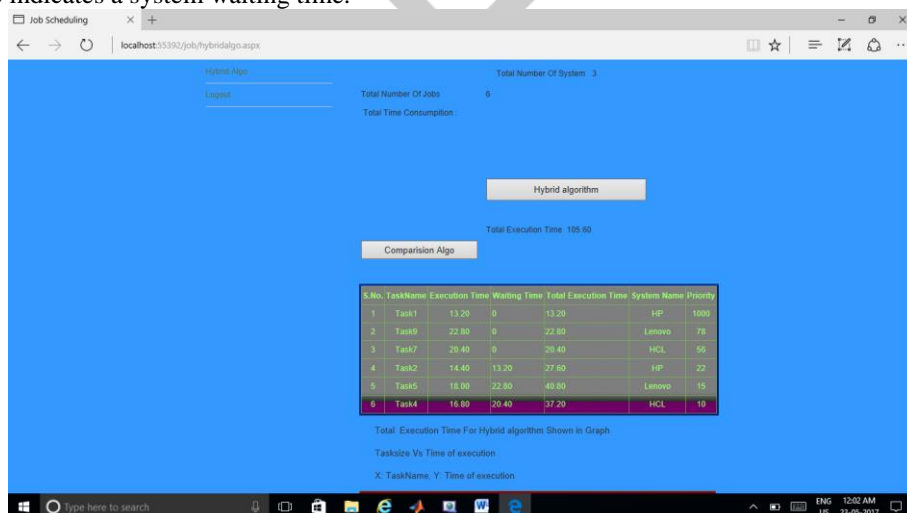 indicates a system waiting time.
Job Scheduling
localhost:55392/job/hybridalgo.aspx
Hybrid Algo
Total Number Of System 3
Logout
Total Number Of Jobs 6
Total Time Consumption
Hybrid algorithm
Total Execution Time 105.60
Comparision Algo
S.No. TaskName Execution Time Waiting Time Total Execution Time System Name Priority
1 Task1 13.20 0 13.20 HP 1000
2 Task9 22.80 0 22.80 Lenovo 78
3 Task7 20.40 0 20.40 HCL 56
4 Task2 14.40 13.20 27.60 HP 22
5 Task5 18.00 22.80 40.80 Lenovo 15
6 Task4 16.80 20.40 37.20 HCL 10
Total Execution Time For Hybrid algorithm Shown in Graph
Tasksize Vs Time of execution
X: TaskName, Y: Time of execution
Type here to search
ENG 12:02 AM
US 23-05-2017